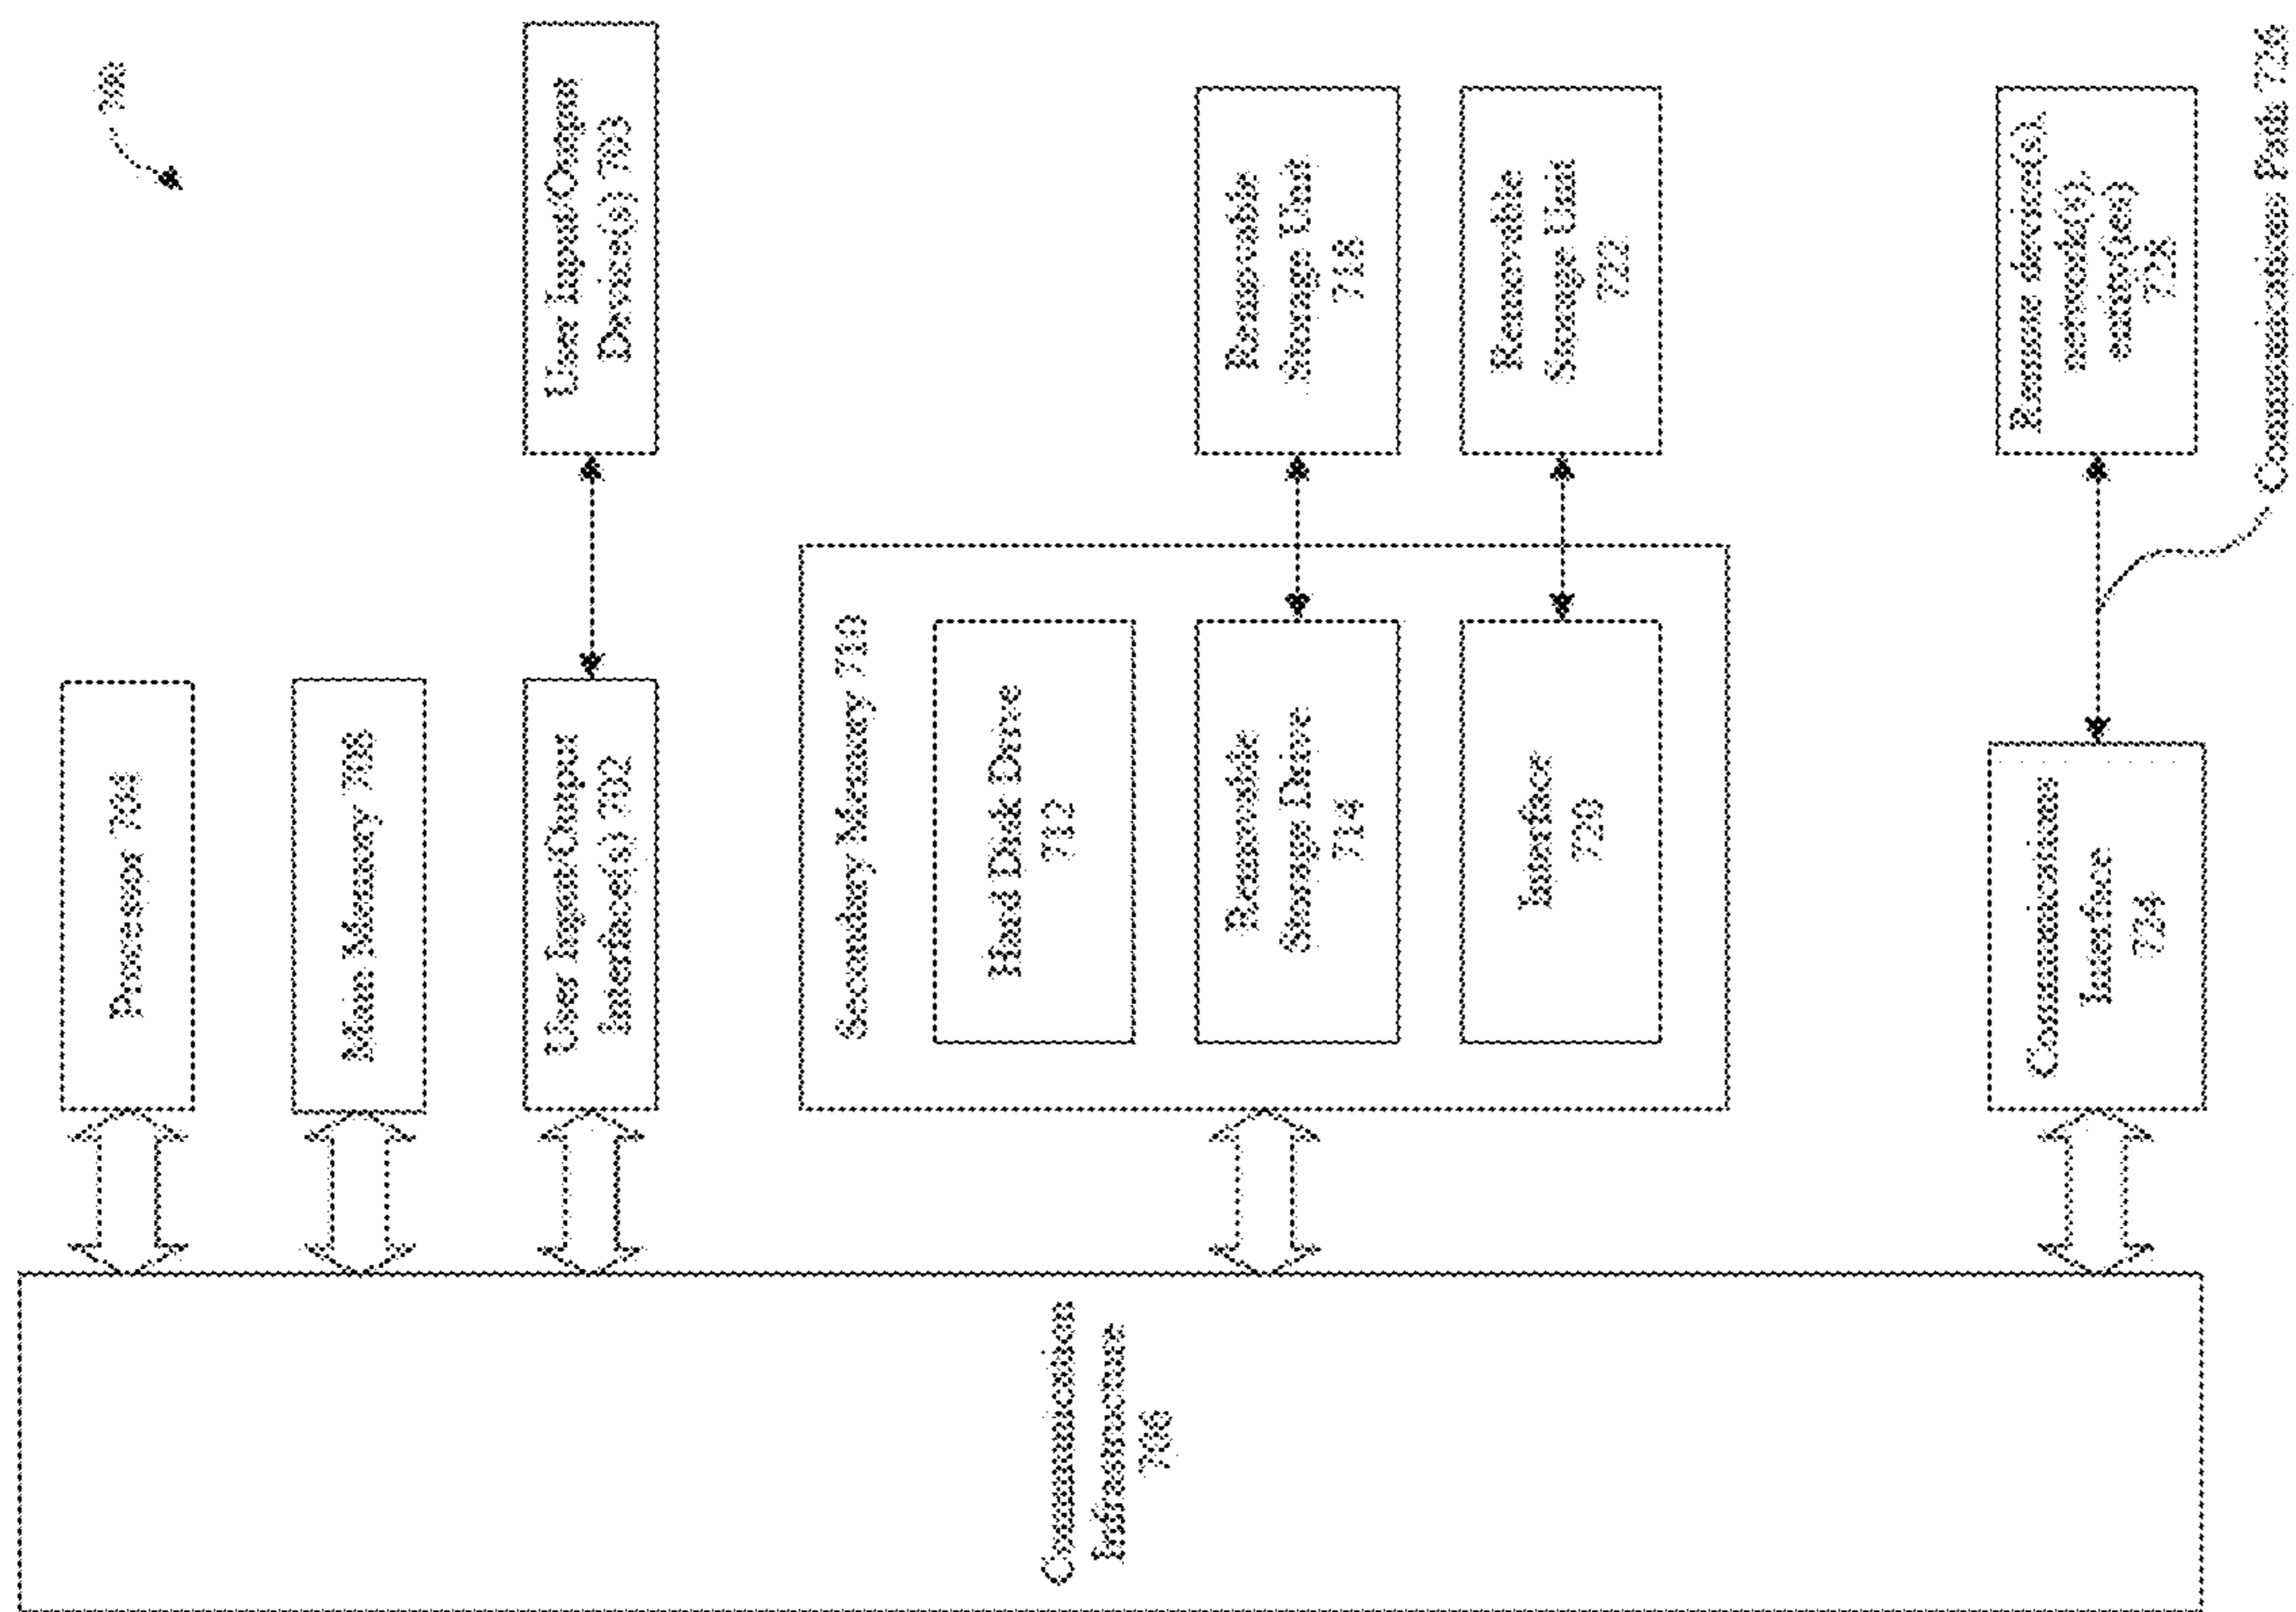 700
Processor 704
Main Memory 708
User Input/Output
Interface(s) 702
User Input/Output
Device(s) 703
Secondary Memory 710
Hard Disk Drive
712
Removable
Storage Drive
714
Removable
Storage Unit
718
Interface
720
Removable
Storage Unit
722
Communications
Interface
724
Remote device(s),
network(s),
entity(ies)
728
Communications Path 726
Communication
Infrastructure
706